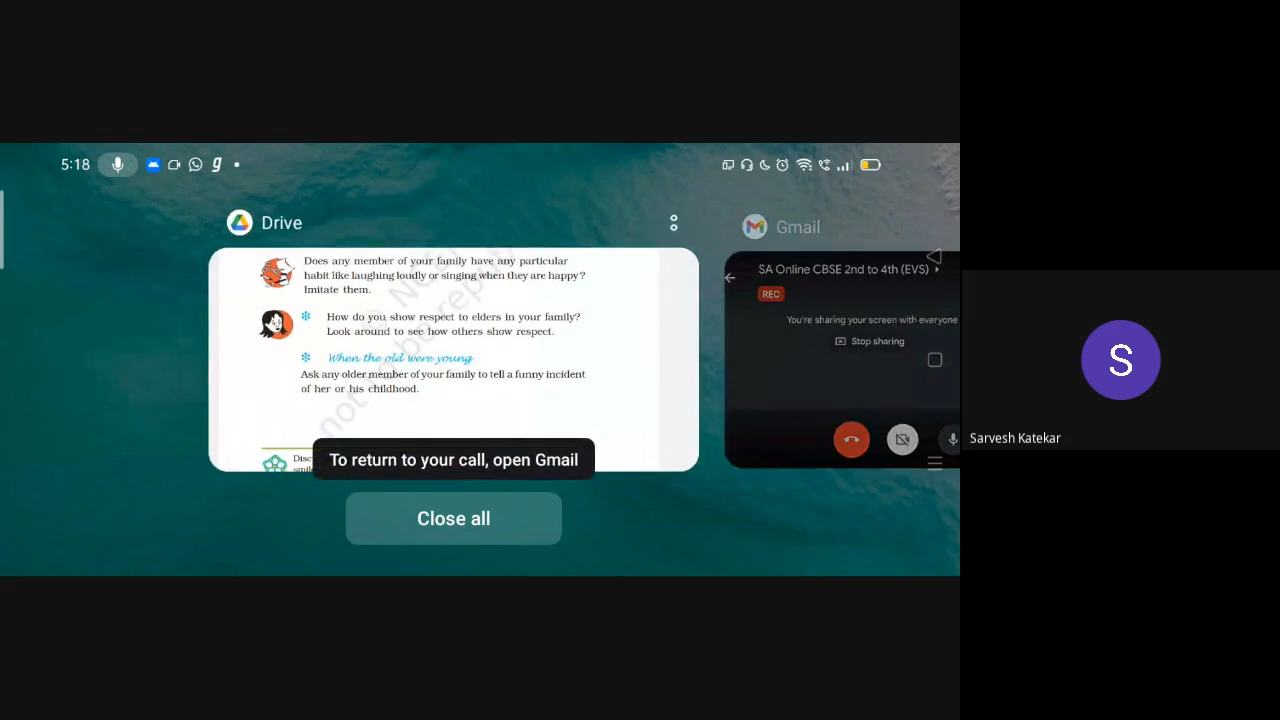 5:18
g
Drive
Does any member of your family have any particular
habit like laughing loudly or singing when they are happy?
Imitate them.
How do you show respect to elders in your family?
Look around to see how others show respect.
When the old were young
Ask any older member of your family to tell a funny incident
of her or his childhood.
To return to your call, open Gmail
Close all
Gmail
SA Online CBSE 2nd to 4th (EVS)
REC
You're sharing your screen with everyone
Stop sharing
S
Sarvesh Katekar